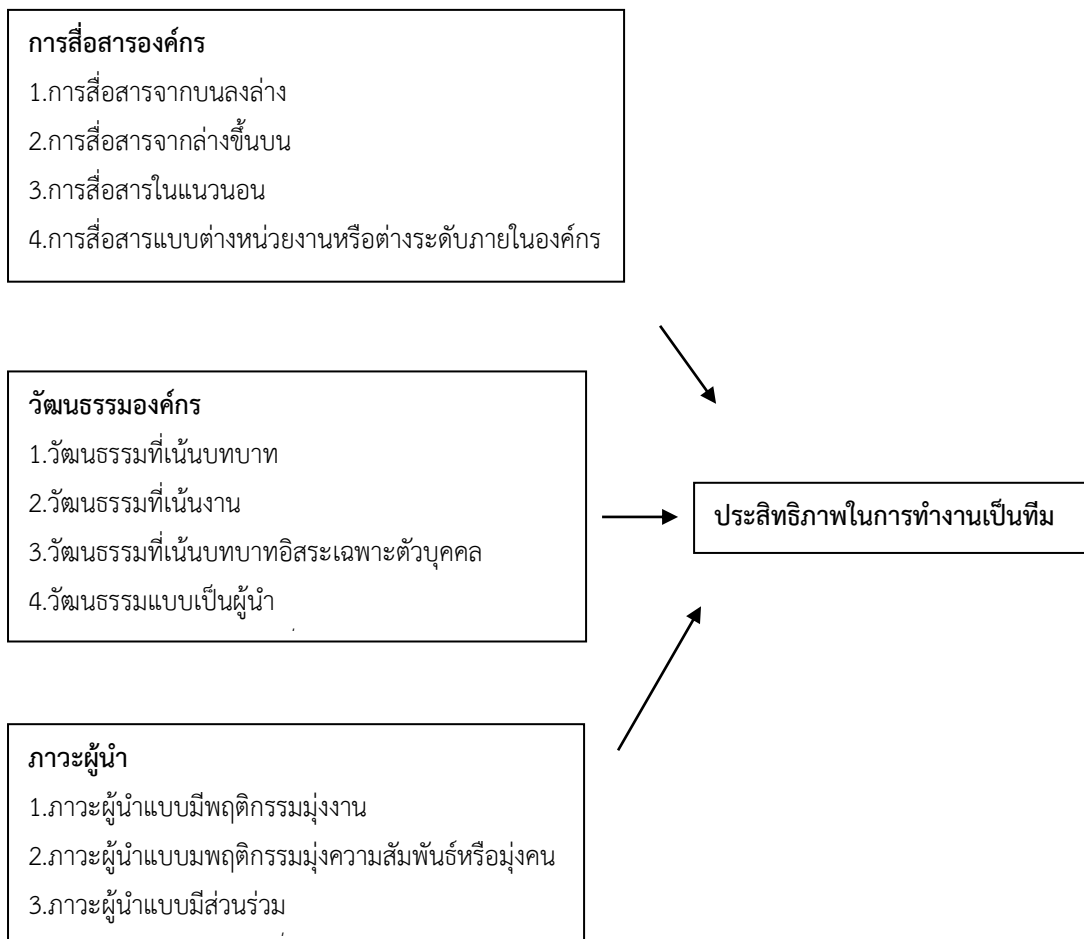 การสื่อสารองค์กร
1.การสื่อสารจากบนลงล่าง
2.การสื่อสารจากล่างขึ้นบน
3.การสื่อสารในแนวนอน
4.การสื่อสารแบบต่างหน่วยงานหรือต่างระดับภายในองค์กร
วัฒนธรรมองค์กร
1.วัฒนธรรมที่เน้นบทบาท
2.วัฒนธรรมที่เน้นงาน
3.วัฒนธรรมที่เน้นบทบาทอิสระเฉพาะตัวบุคคล
4.วัฒนธรรมแบบเป็นผู้นำ
ประสิทธิภาพในการทำงานเป็นทีม
ภาวะผู้นำ
1.ภาวะผู้นำแบบมีพฤติกรรมมุ่งงาน
2.ภาวะผู้นำแบบมพฤติกรรมมุ่งความสัมพันธ์หรือมุ่งคน
3.ภาวะผู้นำแบบมีส่วนร่วม